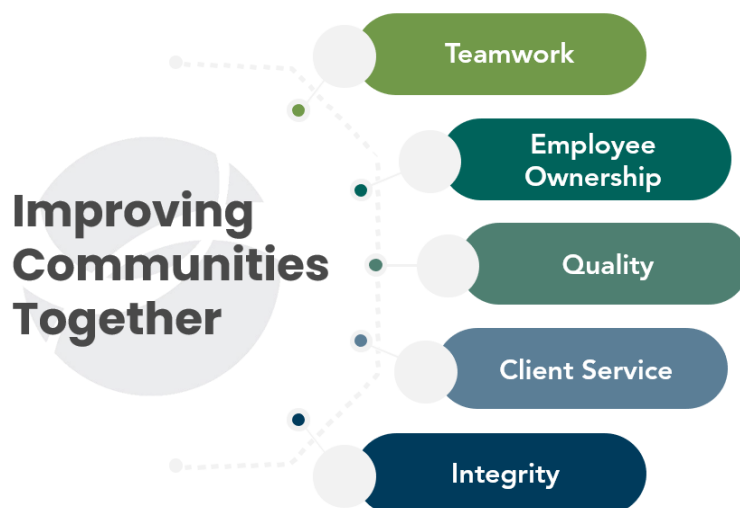 Improving
Communities
Together
Teamwork
Employee
Ownership
Quality
Client Service
Integrity